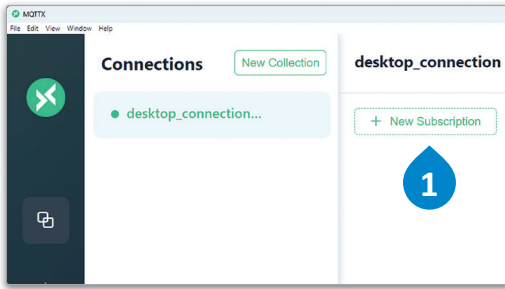 MQTTX
File Edit View Window Help
Connections
New Collection
desktop_connection
desktop_connection...
+ New Subscription
1